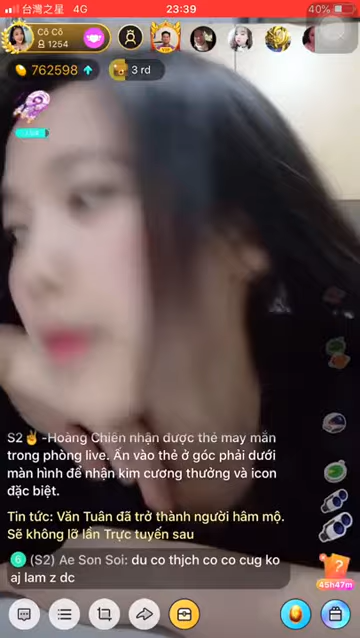 台灣之星 4G 23:39 40%
Cô Cô
1254
762598 3 rd
S2✌-Hoàng Chiên nhận được thẻ may mắn
trong phòng live. Ấn vào thẻ ở góc phải dưới
màn hình để nhận kim cương thưởng và icon
đặc biệt.
Tin tức: Văn Tuân đã trở thành người hâm mộ.
Sẽ không lỡ lần Trực tuyến sau
6 (S2) Ae Son Soi: du co thjch co co cug ko
aj lam z dc
45h47m